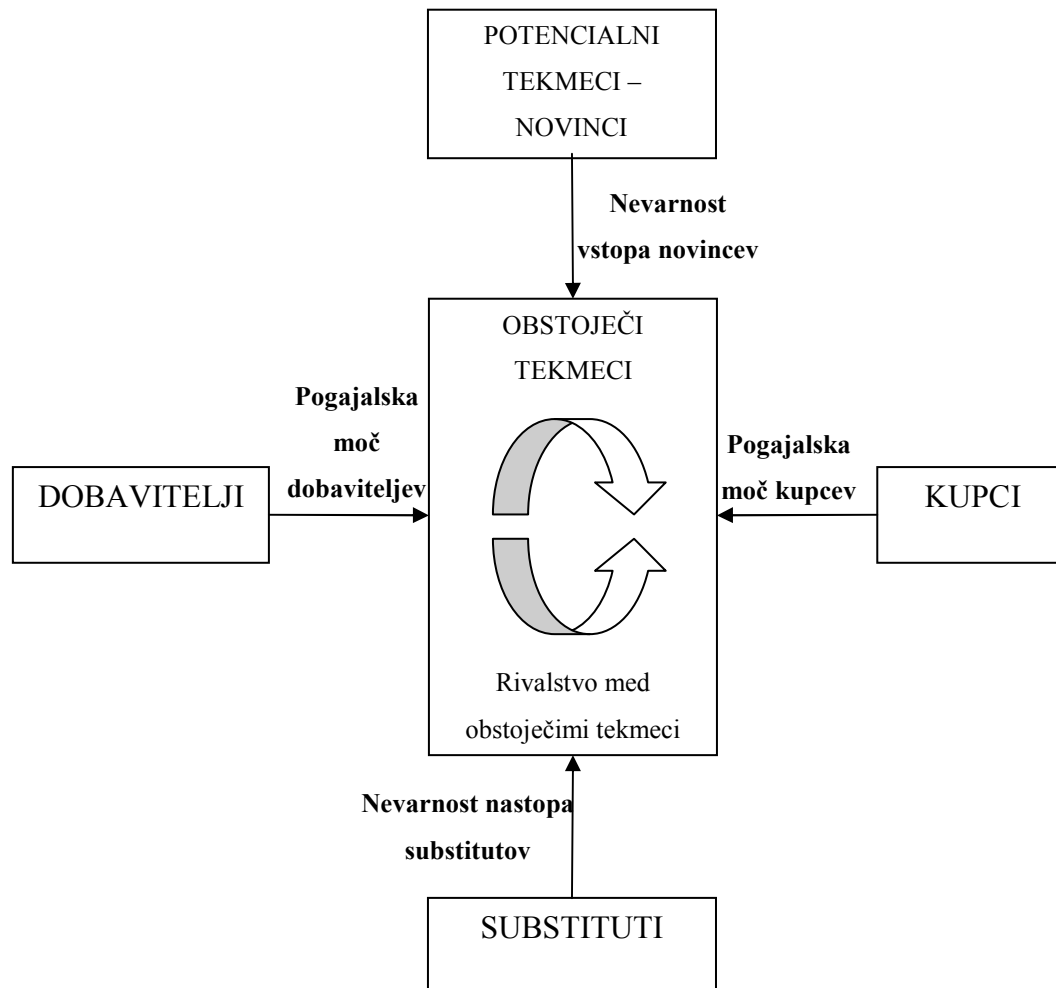 POTENCIALNI
TEKMECI –
NOVINCI
Nevarnost
vstopa novincev
OBSTOJEČI
TEKMECI
Pogajalska
moč
dobaviteljev
Pogajalska
moč kupcev
DOBAVITELJI
KUPCI
Rivalstvo med
obstoječimi tekmeci
Nevarnost nastopa
substitutov
SUBSTITUTI